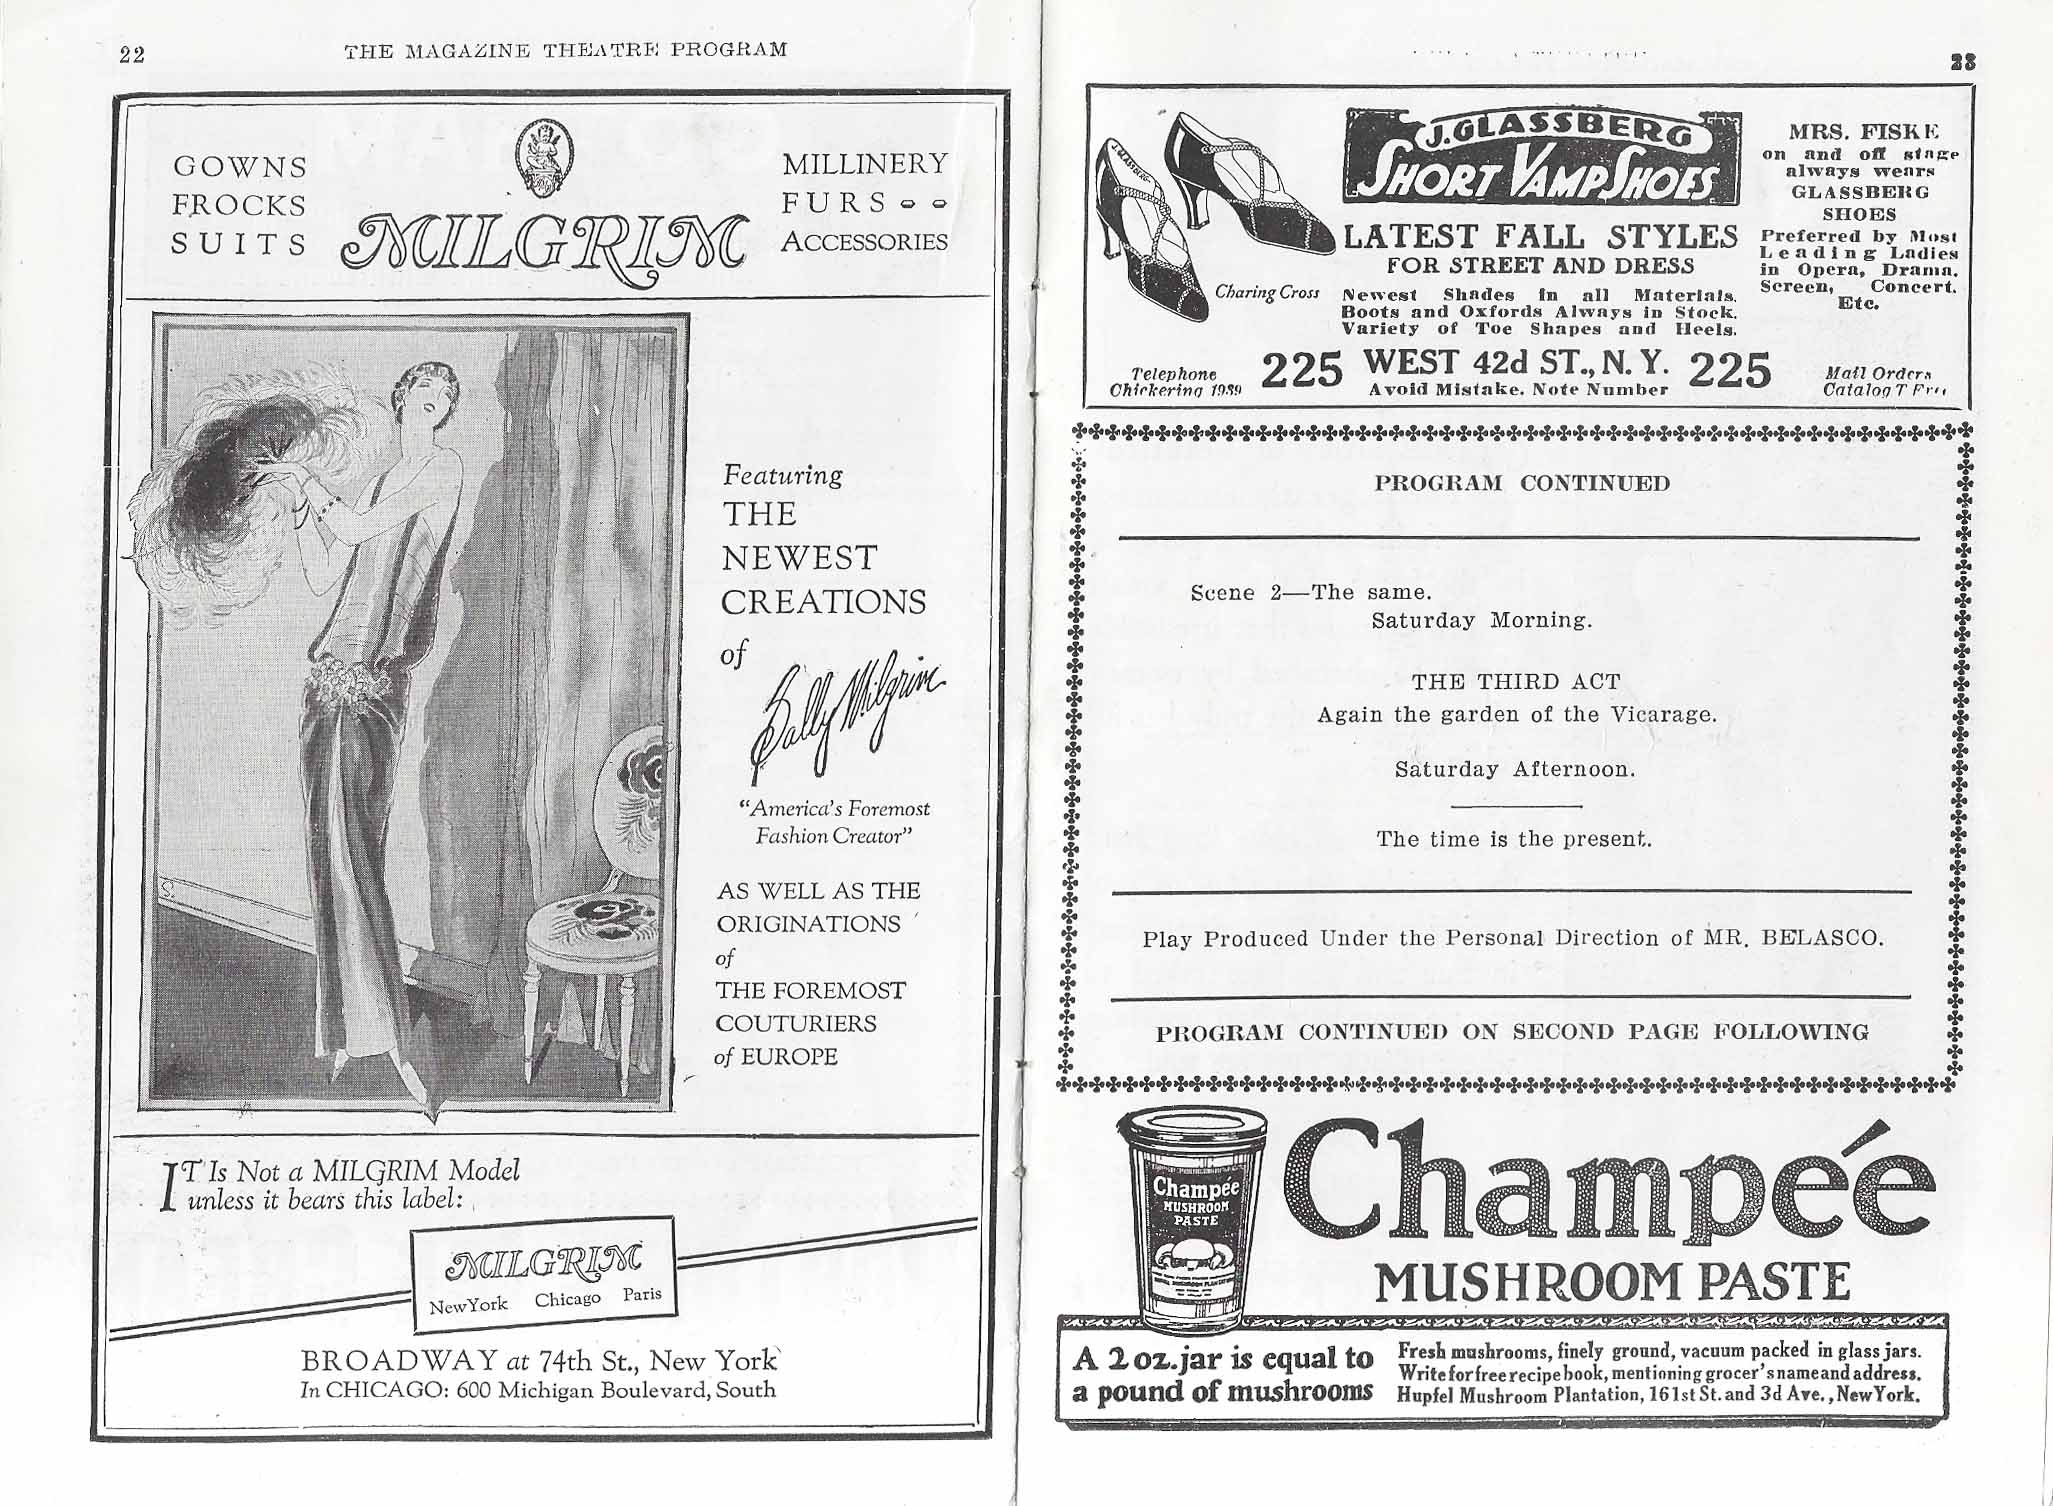 22
THE MAGAZINE THEATRE PROGRAM
GOWNS
FROCKS
SUITS
MILGRIM
MILLINERY
FURS
ACCESSORIES
Featuring
THE
NEWEST
CREATIONS
of
Sally Milgrim
"America's Foremost
Fashion Creator"
AS WELL AS THE
ORIGINATIONS
of
THE FOREMOST
COUTURIERS
of EUROPE
S.
IT Is Not a MILGRIM Model
unless it bears this label:
MILGRIM
New York Chicago Paris
BROADWAY at 74th St., New York
In CHICAGO: 600 Michigan Boulevard, South
23
J. GLASSBERG
J. GLASSBERG
SHORT VAMP SHOES
LATEST FALL STYLES
FOR STREET AND DRESS
Charing Cross
Newest Shades in all Materials.
Boots and Oxfords Always in Stock.
Variety of Toe Shapes and Heels.
MRS. FISKE
on and off stage
always wears
GLASSBERG
SHOES
Preferred by Most
Leading Ladies
in Opera, Drama,
Screen, Concert.
Etc.
Telephone
Chickering 1939
225 WEST 42d ST., N. Y. 225
Avoid Mistake. Note Number
Mail Orders
Catalog T Free
PROGRAM CONTINUED
Scene 2—The same.
Saturday Morning.
THE THIRD ACT
Again the garden of the Vicarage.
Saturday Afternoon.
The time is the present.
Play Produced Under the Personal Direction of MR. BELASCO.
PROGRAM CONTINUED ON SECOND PAGE FOLLOWING
Champeé
MUSHROOM
PASTE
Champeé
MUSHROOM PASTE
A 2 oz. jar is equal to
a pound of mushrooms
Fresh mushrooms, finely ground, vacuum packed in glass jars.
Write for free recipe book, mentioning grocer's name and address.
Hupfel Mushroom Plantation, 161st St. and 3d Ave., New York.